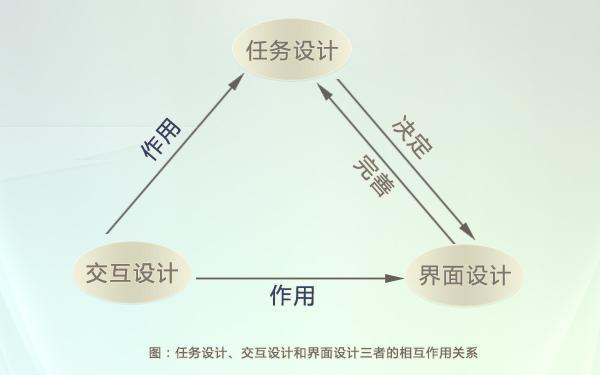 任务设计
作用
决定
完善
交互设计
界面设计
作用
图：任务设计、交互设计和界面设计三者的相互作用关系